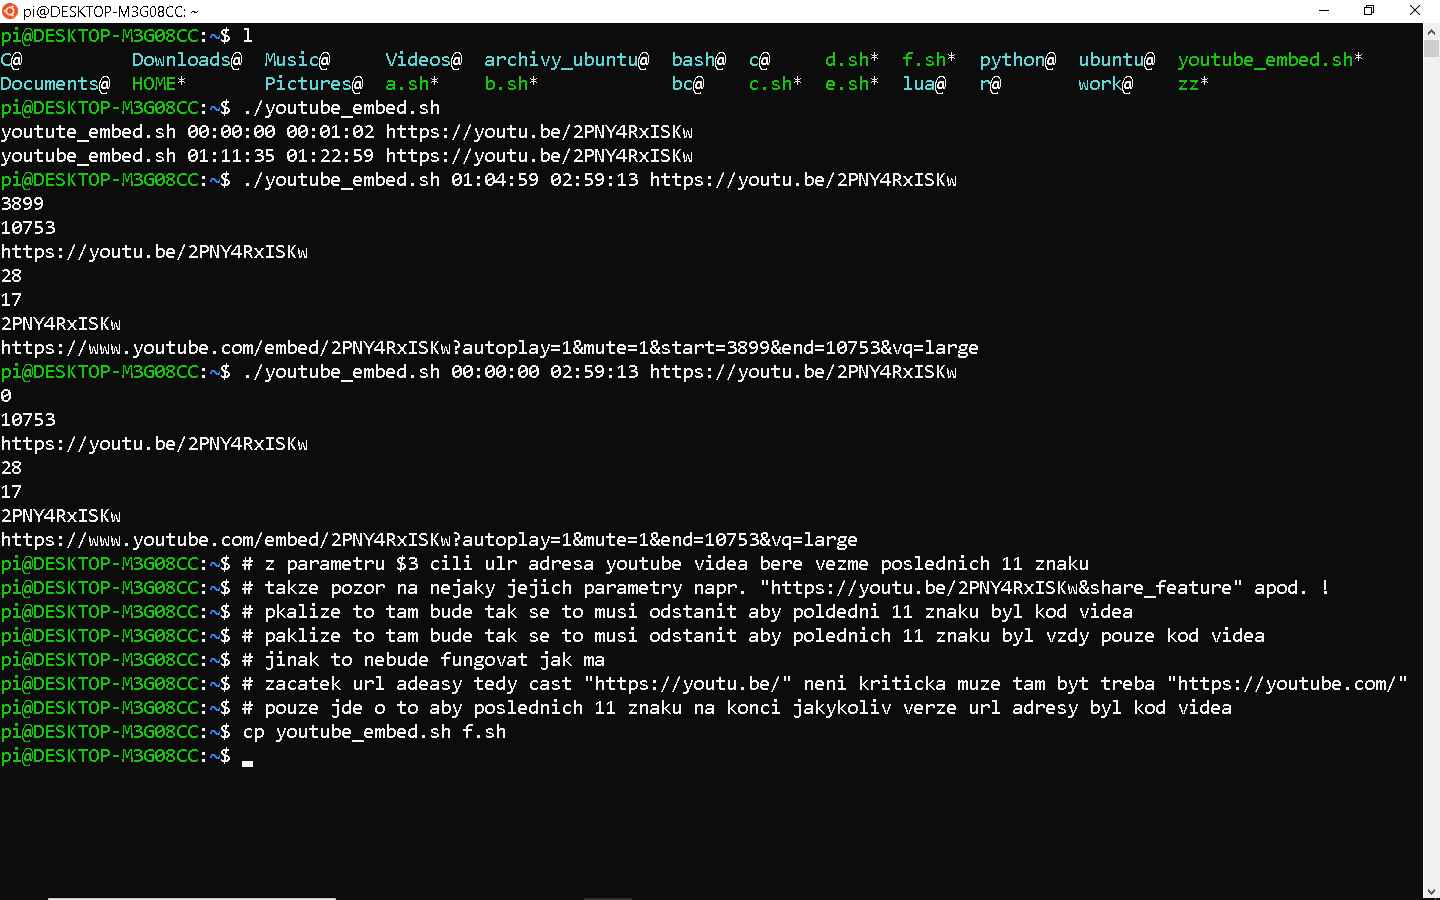 pi@DESKTOP-M3G08CC: ~
pi@DESKTOP-M3G08CC:~$ l
C@ Downloads@ Music@ Videos@ archivy_ubuntu@ bash@ c@ d.sh* f.sh* python@ ubuntu@ youtube_embed.sh*
Documents@ HOME* Pictures@ a.sh* b.sh* bc@ c.sh* e.sh* lua@ r@ work@ zz*
pi@DESKTOP-M3G08CC:~$ ./youtube_embed.sh
youtute_embed.sh 00:00:00 00:01:02 https://youtu.be/2PNY4RxISKw
youtube_embed.sh 01:11:35 01:22:59 https://youtu.be/2PNY4RxISKw
pi@DESKTOP-M3G08CC:~$ ./youtube_embed.sh 01:04:59 02:59:13 https://youtu.be/2PNY4RxISKw
3899
10753
https://youtu.be/2PNY4RxISKw
28
17
2PNY4RxISKw
https://www.youtube.com/embed/2PNY4RxISKw?autoplay=1&mute=1&start=3899&end=10753&vq=large
pi@DESKTOP-M3G08CC:~$ ./youtube_embed.sh 00:00:00 02:59:13 https://youtu.be/2PNY4RxISKw
0
10753
https://youtu.be/2PNY4RxISKw
28
17
2PNY4RxISKw
https://www.youtube.com/embed/2PNY4RxISKw?autoplay=1&mute=1&end=10753&vq=large
pi@DESKTOP-M3G08CC:~$ # z parametru $3 cili ulr adresa youtube videa bere vezme poslednich 11 znaku
pi@DESKTOP-M3G08CC:~$ # takze pozor na nejaky jejich parametry napr. "https://youtu.be/2PNY4RxISKw&share_feature" apod. !
pi@DESKTOP-M3G08CC:~$ # pkalize to tam bude tak se to musi odstanit aby poldedni 11 znaku byl kod videa
pi@DESKTOP-M3G08CC:~$ # paklize to tam bude tak se to musi odstanit aby polednich 11 znaku byl vzdy pouze kod videa
pi@DESKTOP-M3G08CC:~$ # jinak to nebude fungovat jak ma
pi@DESKTOP-M3G08CC:~$ # zacatek url adeasy tedy cast "https://youtu.be/" neni kriticka muze tam byt treba "https://youtube.com/"
pi@DESKTOP-M3G08CC:~$ # pouze jde o to aby poslednich 11 znaku na konci jakykoliv verze url adresy byl kod videa
pi@DESKTOP-M3G08CC:~$ cp youtube_embed.sh f.sh
pi@DESKTOP-M3G08CC:~$